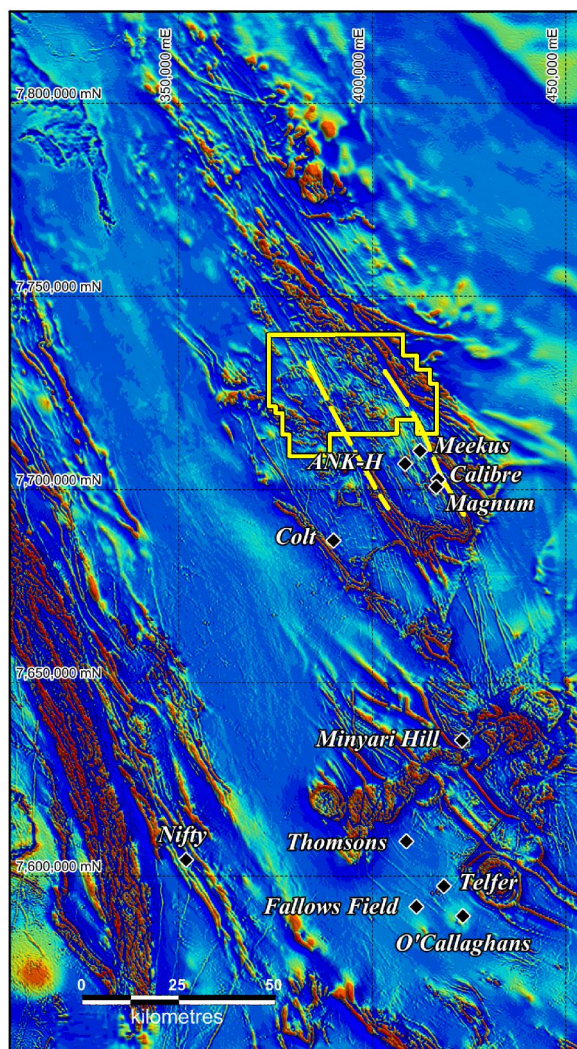 350,000 mE
400,000 mE
450,000 mE
7,800,000 mN
7,750,000 mN
Meekus
ANK-H
Calibre
7,700,000 mN
Magnum
Colt
7,650,000 mN
Minyari Hill
Nifty
Thomsons
7,600,000 mN
Telfer
Fallows Field
O'Callaghans
0 25 50
kilometres